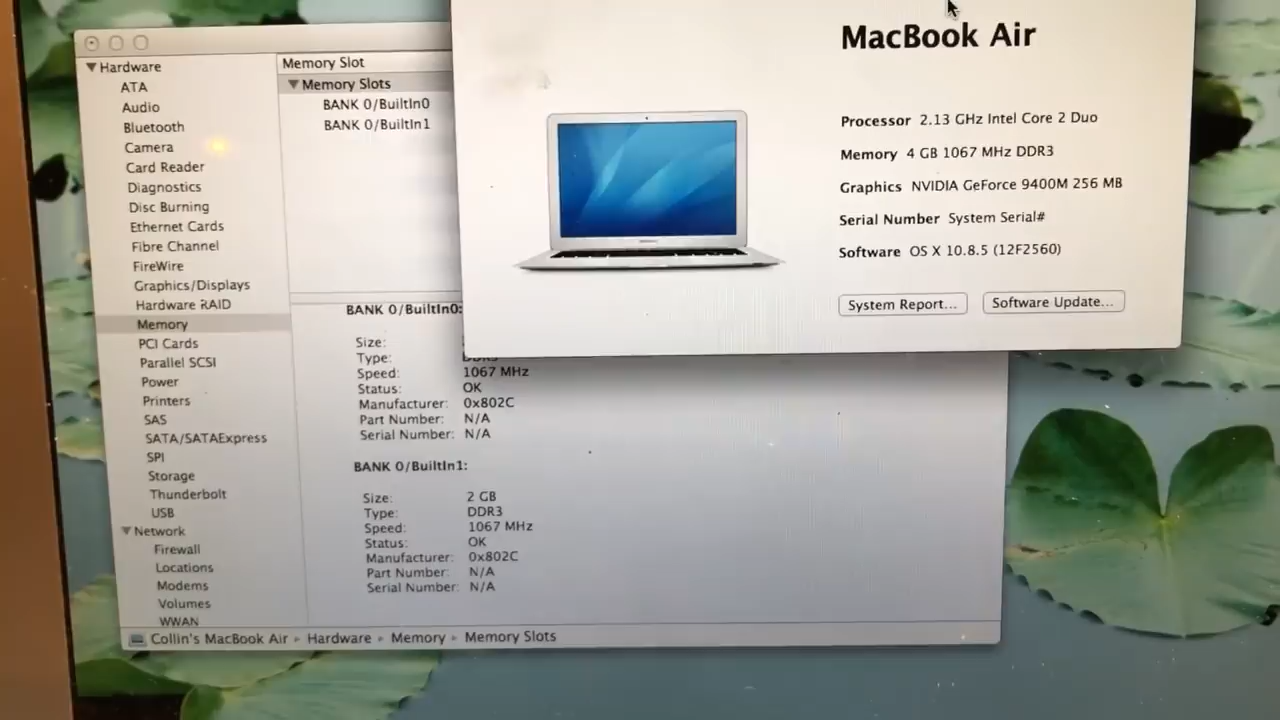 MacBook Air
Processor 2.13 GHz Intel Core 2 Duo
Memory 4 GB 1067 MHz DDR3
Graphics NVIDIA GeForce 9400M 256 MB
Serial Number System Serial#
Software OS X 10.8.5 (12F2560)
System Report...
Software Update...
Hardware
ATA
Audio
Bluetooth
Camera
Card Reader
Diagnostics
Disc Burning
Ethernet Cards
Fibre Channel
FireWire
Graphics/Displays
Hardware RAID
Memory
PCI Cards
Parallel SCSI
Power
Printers
SAS
SATA/SATAExpress
SPI
Storage
Thunderbolt
USB
Network
Firewall
Locations
Modems
Volumes
WWAN
Memory Slot
Memory Slots
BANK 0/BuiltIn0
BANK 0/BuiltIn1
BANK 0/BuiltIn0:
Size:
Type: DDR3
Speed: 1067 MHz
Status: OK
Manufacturer: 0x802C
Part Number: N/A
Serial Number: N/A
BANK 0/BuiltIn1:
Size: 2 GB
Type: DDR3
Speed: 1067 MHz
Status: OK
Manufacturer: 0x802C
Part Number: N/A
Serial Number: N/A
Collin's MacBook Air ▸ Hardware ▸ Memory ▸ Memory Slots